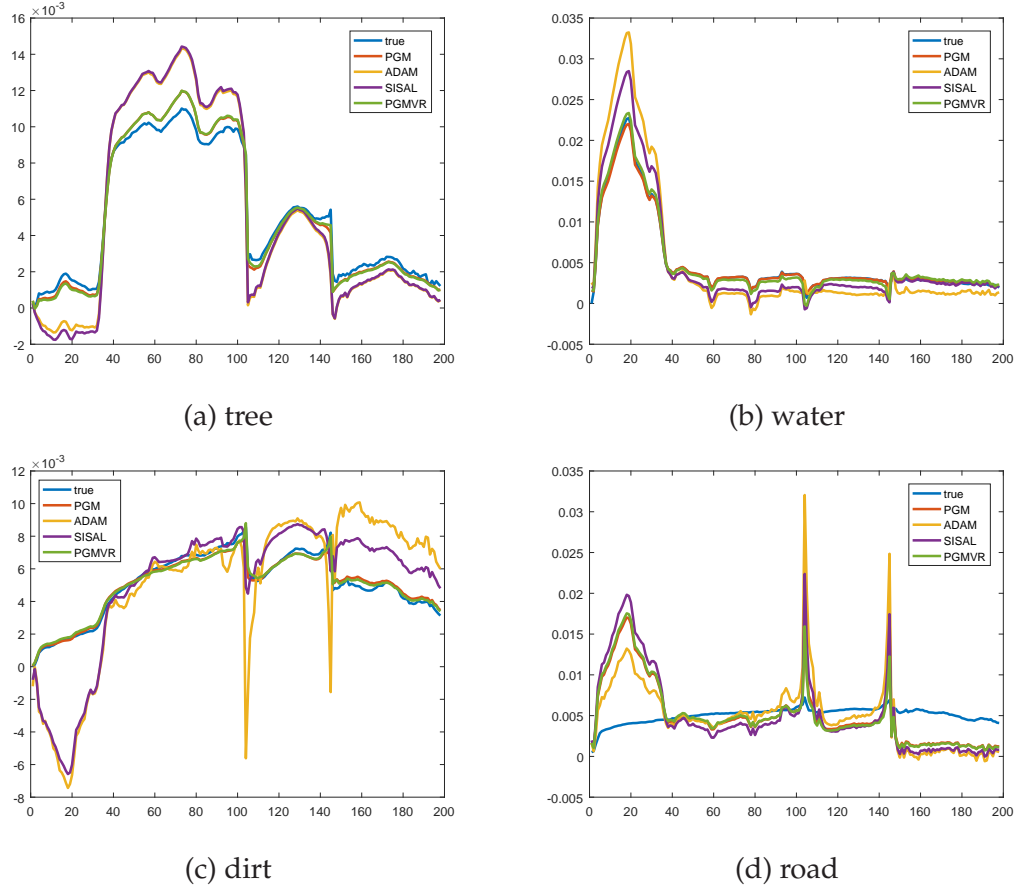 ×10⁻³
16
14
12
10
8
6
4
2
0
-2
0 20 40 60 80 100 120 140 160 180 200
true
PGM
ADAM
SISAL
PGMVR
(a) tree
0.035
0.03
0.025
0.02
0.015
0.01
0.005
0
-0.005
0 20 40 60 80 100 120 140 160 180 200
true
PGM
ADAM
SISAL
PGMVR
(b) water
×10⁻³
12
10
8
6
4
2
0
-2
-4
-6
-8
0 20 40 60 80 100 120 140 160 180 200
true
PGM
ADAM
SISAL
PGMVR
(c) dirt
0.035
0.03
0.025
0.02
0.015
0.01
0.005
0
-0.005
0 20 40 60 80 100 120 140 160 180 200
true
PGM
ADAM
SISAL
PGMVR
(d) road